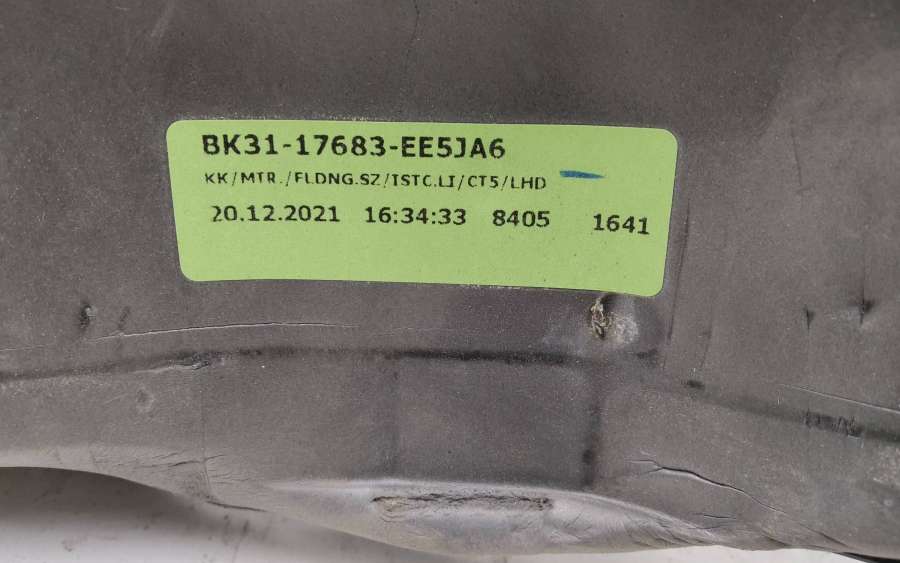 BK31-17683-EE5JA6
KK/MTR./FLDNG.SZ/ISTC.LI/CT5/LHD
20.12.2021 16:34:33 8405 1641